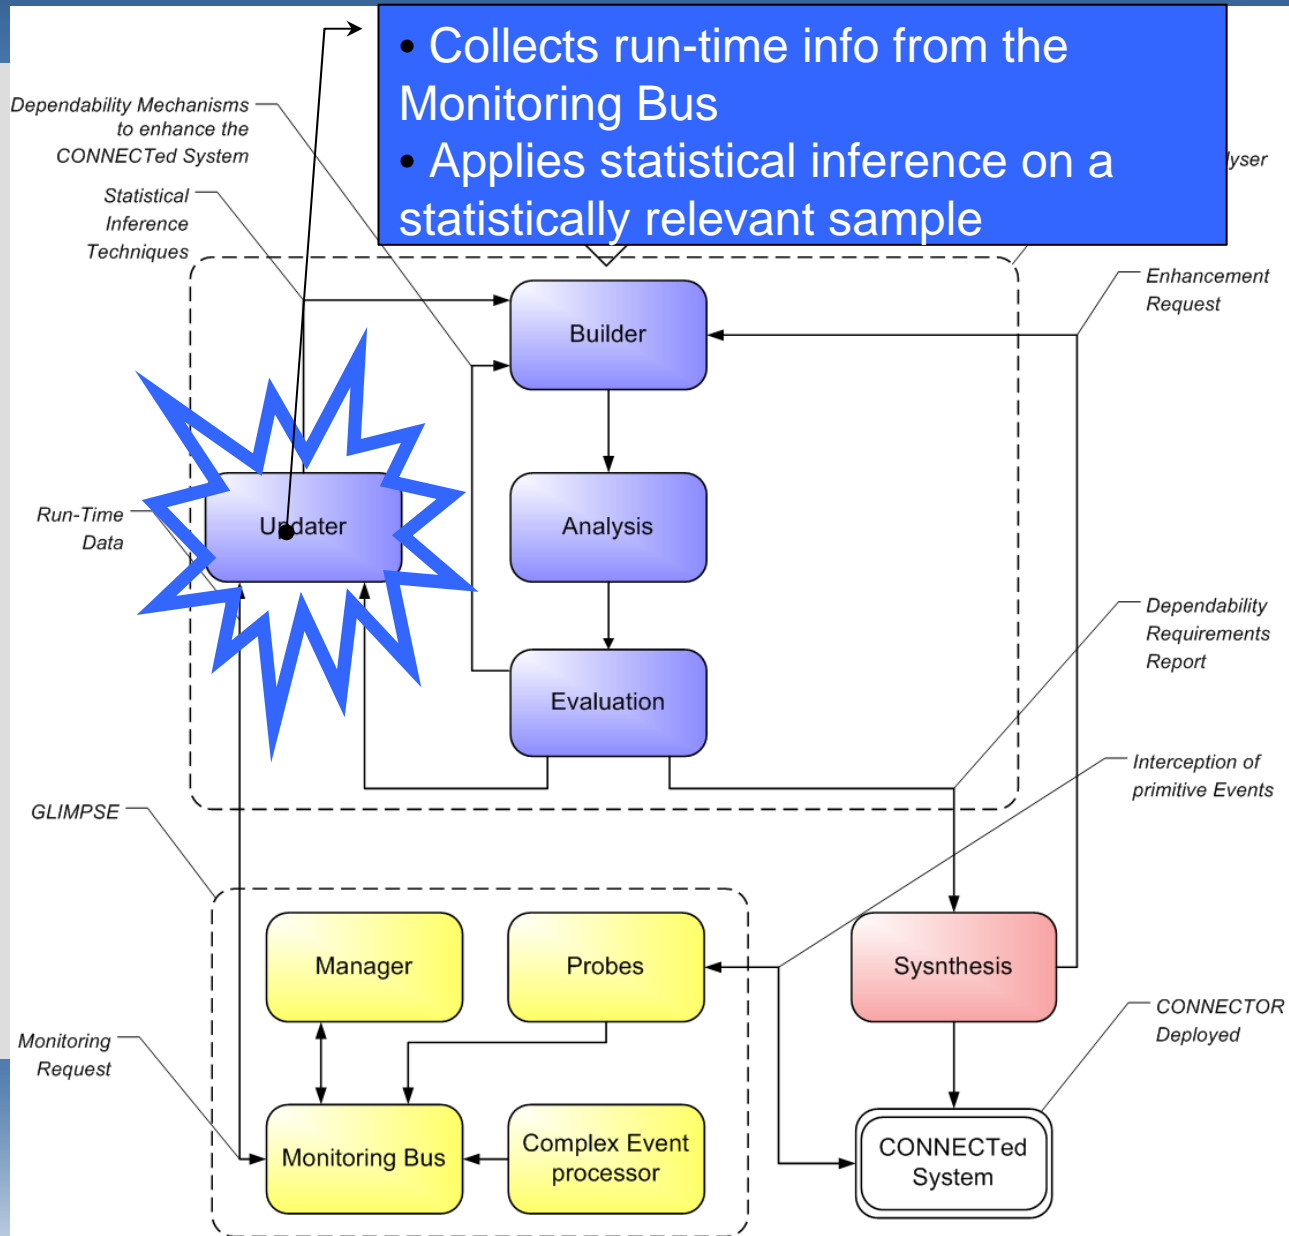 • Collects run-time info from the
Monitoring Bus
• Applies statistical inference on a
statistically relevant sample
Dependability Mechanisms
to enhance the
CONNECTed System
Statistical
Inference
Techniques
lyser
Enhancement
Request
Builder
Run-Time
Data
Updater
Analysis
Dependability
Requirements
Report
Evaluation
Interception of
primitive Events
GLIMPSE
Manager
Probes
Sysnthesis
CONNECTOR
Deployed
Monitoring
Request
Monitoring Bus
Complex Event
processor
CONNECTed
System